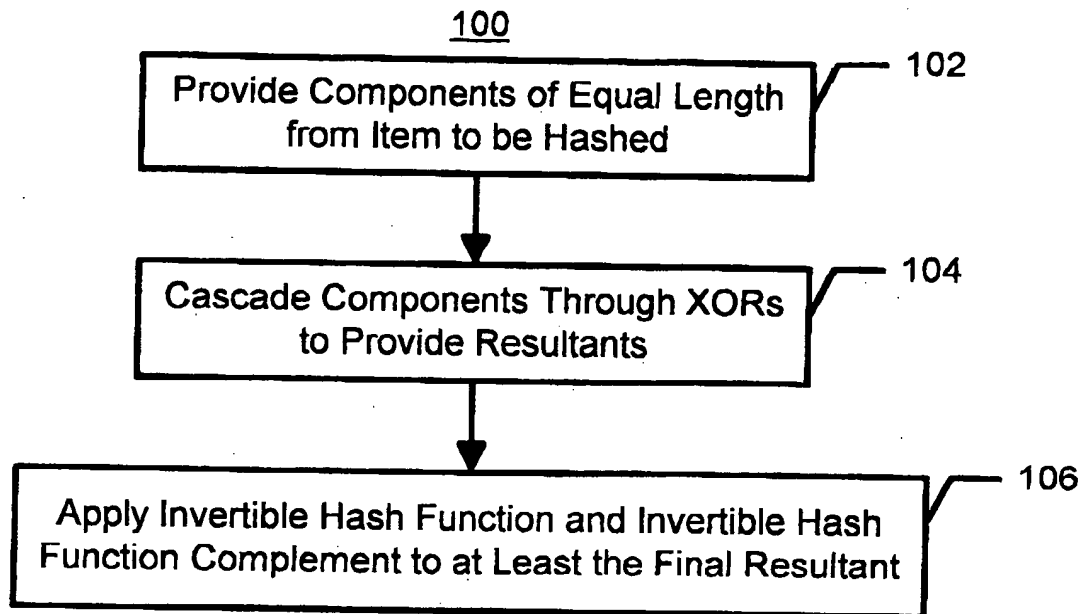 100
102
Provide Components of Equal Length
from Item to be Hashed
104
Cascade Components Through XORs
to Provide Resultants
106
Apply Invertible Hash Function and Invertible Hash
Function Complement to at Least the Final Resultant